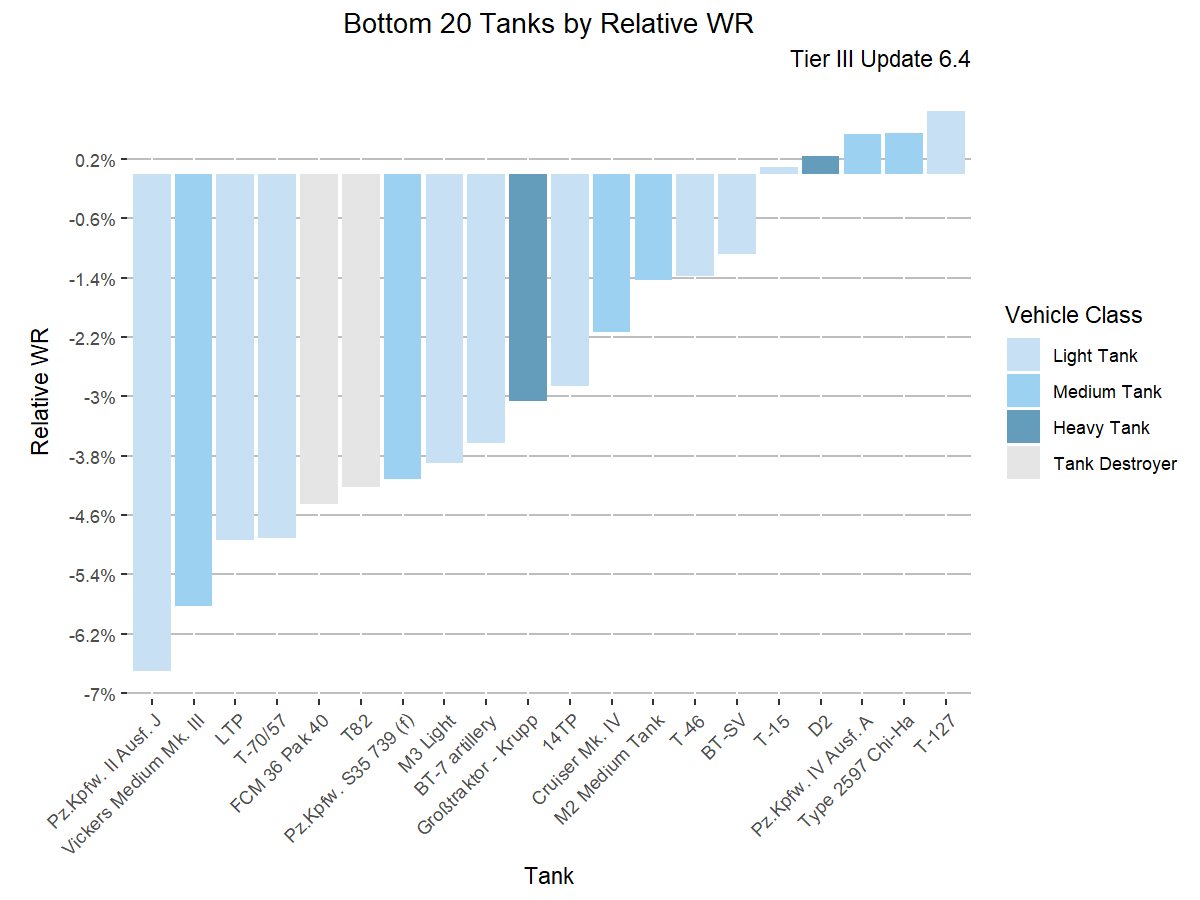 Bottom 20 Tanks by Relative WR
Tier III Update 6.4
0.2%
-0.6%
-1.4%
-2.2%
-3%
-3.8%
-4.6%
-5.4%
-6.2%
-7%
Relative WR
Pz.Kpfw. II Ausf. J
Vickers Medium Mk. III
LTP
T-70/57
FCM 36 Pak 40
T82
Pz.Kpfw. S35 739 (f)
M3 Light
BT-7 artillery
Großtraktor - Krupp
14TP
Cruiser Mk. IV
M2 Medium Tank
T-46
BT-SV
T-15
D2
Pz.Kpfw. IV Ausf. A
Type 2597 Chi-Ha
T-127
Tank
Vehicle Class
Light Tank
Medium Tank
Heavy Tank
Tank Destroyer